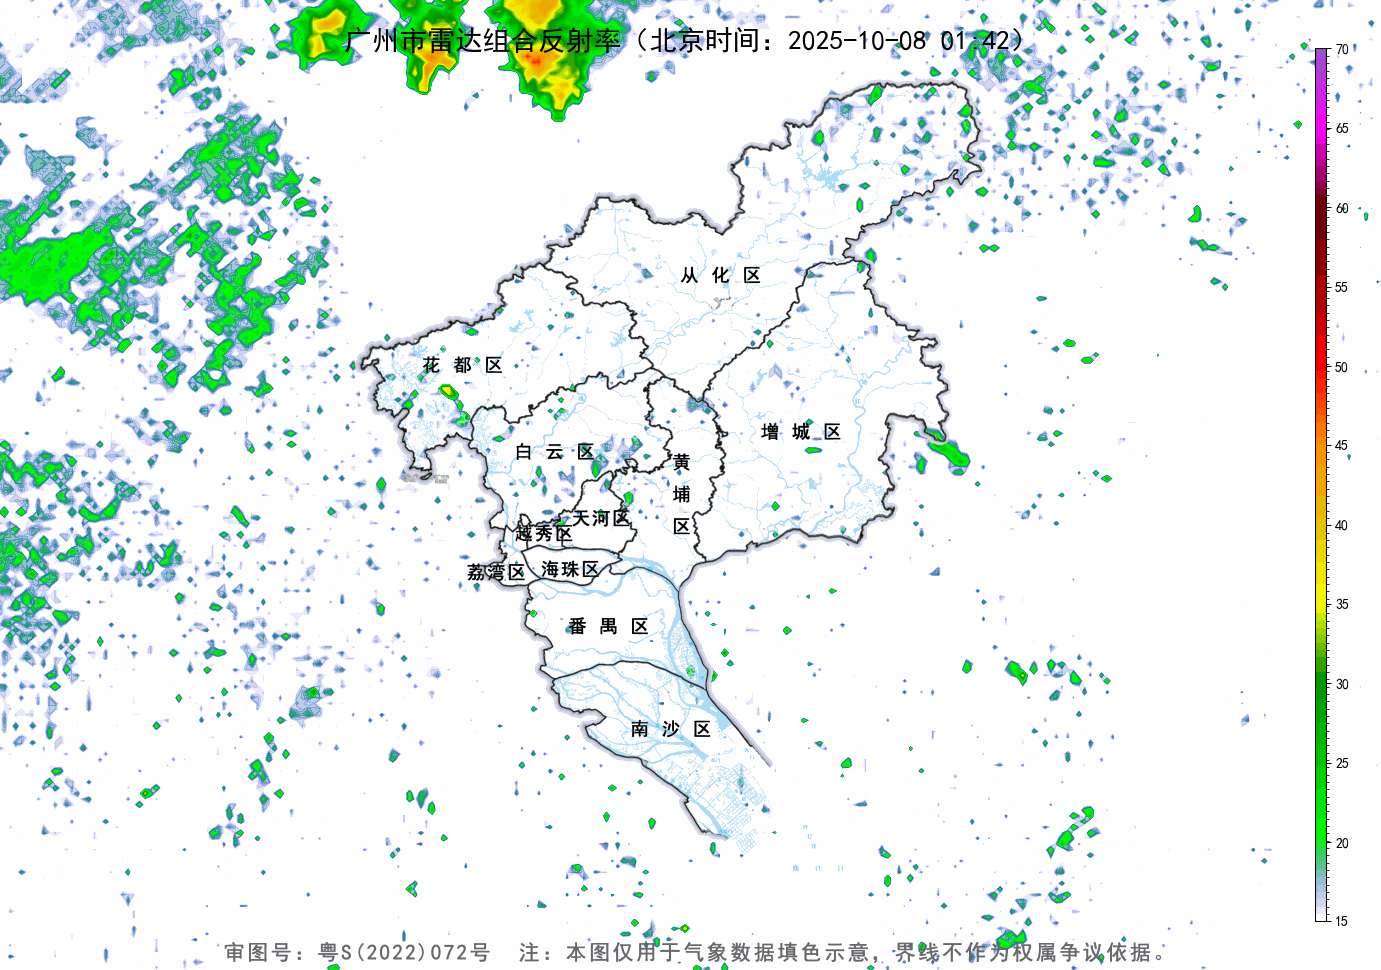 广州市雷达组合反射率（北京时间：2025-10-08 01:42）
70
65
60
55
50
45
40
35
30
25
20
15
从化区
花都区
增城区
白云区
黄埔区
天河区
越秀区
荔湾区
海珠区
番禺区
南沙区
审图号：粤S(2022)072号 注：本图仅用于气象数据填色示意，界线不作为权属争议依据。